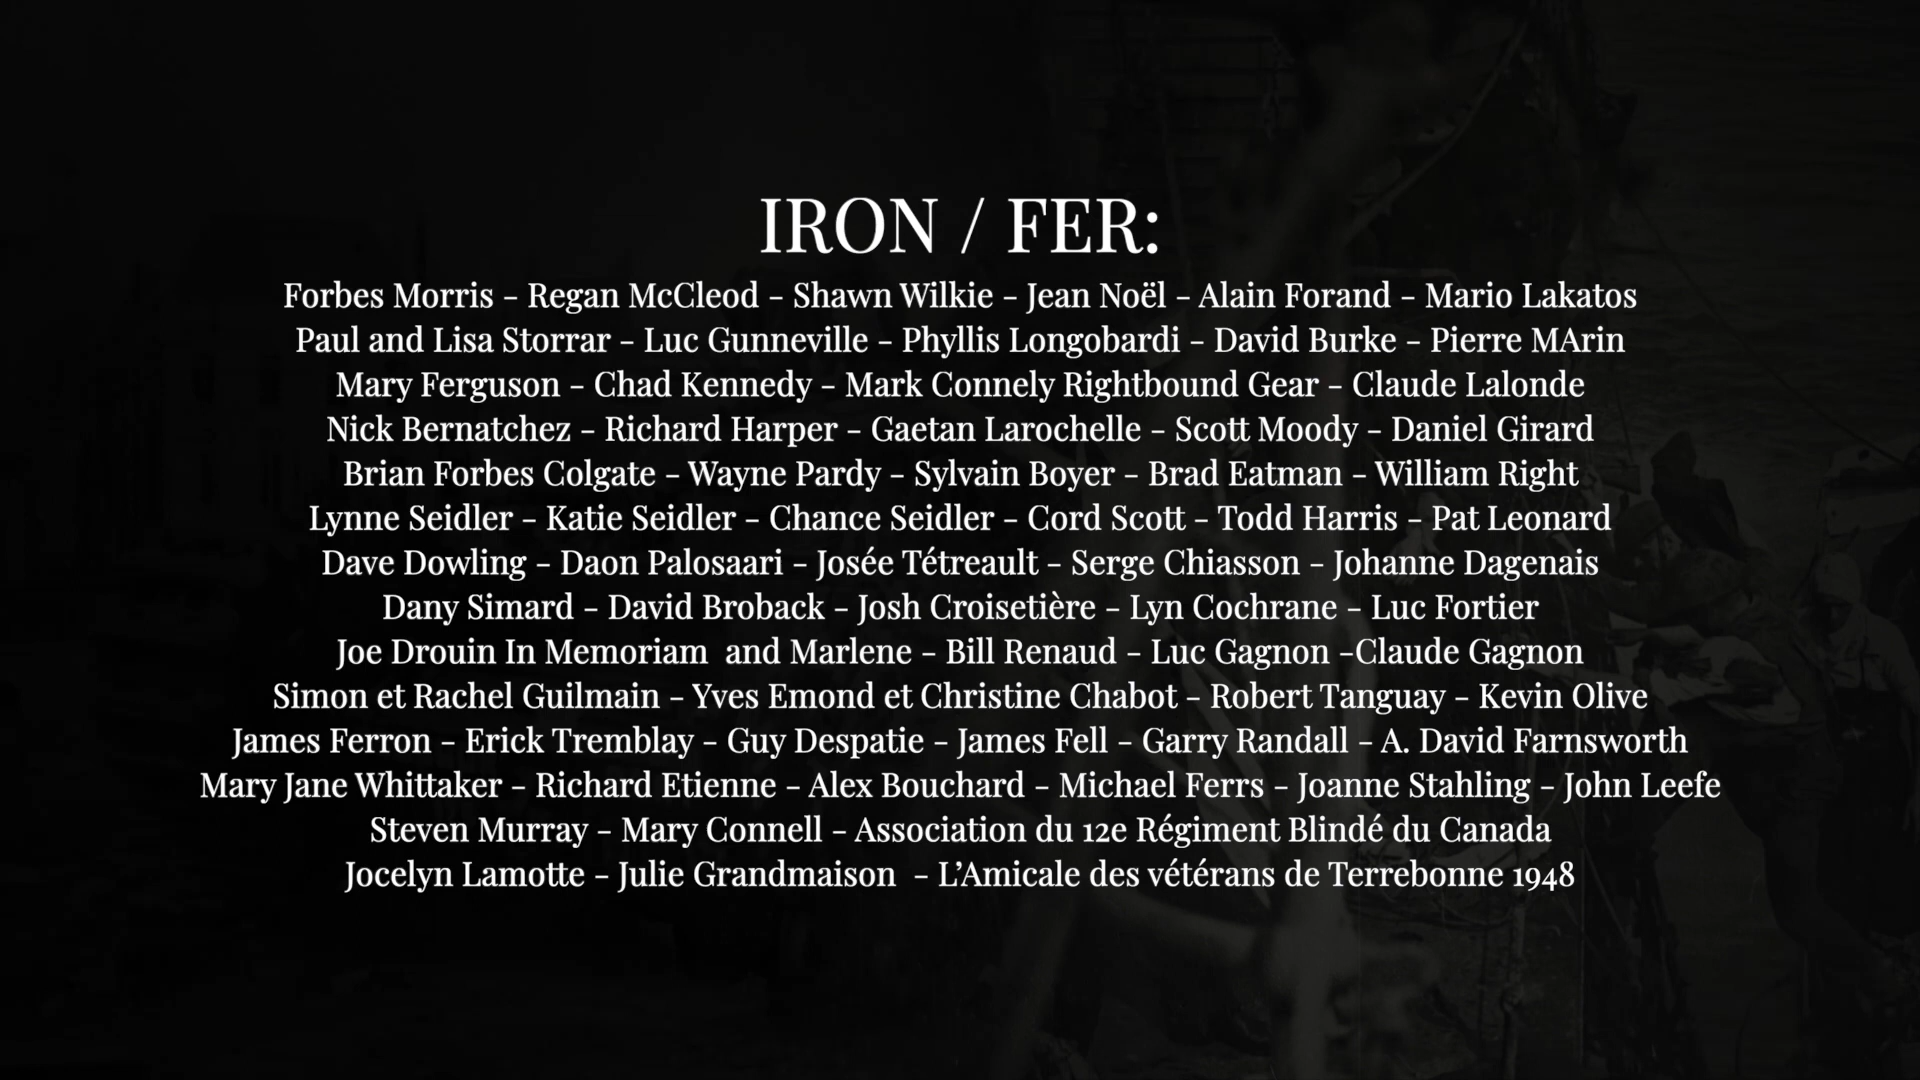 IRON / FER:
Forbes Morris - Regan McCleod - Shawn Wilkie - Jean Noël - Alain Forand - Mario Lakatos
Paul and Lisa Storrar - Luc Gunneville - Phyllis Longobardi - David Burke - Pierre MArin
Mary Ferguson - Chad Kennedy - Mark Connely Rightbound Gear - Claude Lalonde
Nick Bernatchez - Richard Harper - Gaetan Larochelle - Scott Moody - Daniel Girard
Brian Forbes Colgate - Wayne Pardy - Sylvain Boyer - Brad Eatman - William Right
Lynne Seidler - Katie Seidler - Chance Seidler - Cord Scott - Todd Harris - Pat Leonard
Dave Dowling - Daon Palosaari - Josée Tétreault - Serge Chiasson - Johanne Dagenais
Dany Simard - David Broback - Josh Croisetière - Lyn Cochrane - Luc Fortier
Joe Drouin In Memoriam  and Marlene - Bill Renaud - Luc Gagnon -Claude Gagnon
Simon et Rachel Guilmain - Yves Emond et Christine Chabot - Robert Tanguay - Kevin Olive
James Ferron - Erick Tremblay - Guy Despatie - James Fell - Garry Randall - A. David Farnsworth
Mary Jane Whittaker - Richard Etienne - Alex Bouchard - Michael Ferrs - Joanne Stahling - John Leefe
Steven Murray - Mary Connell - Association du 12e Régiment Blindé du Canada
Jocelyn Lamotte - Julie Grandmaison  - L’Amicale des vétérans de Terrebonne 1948